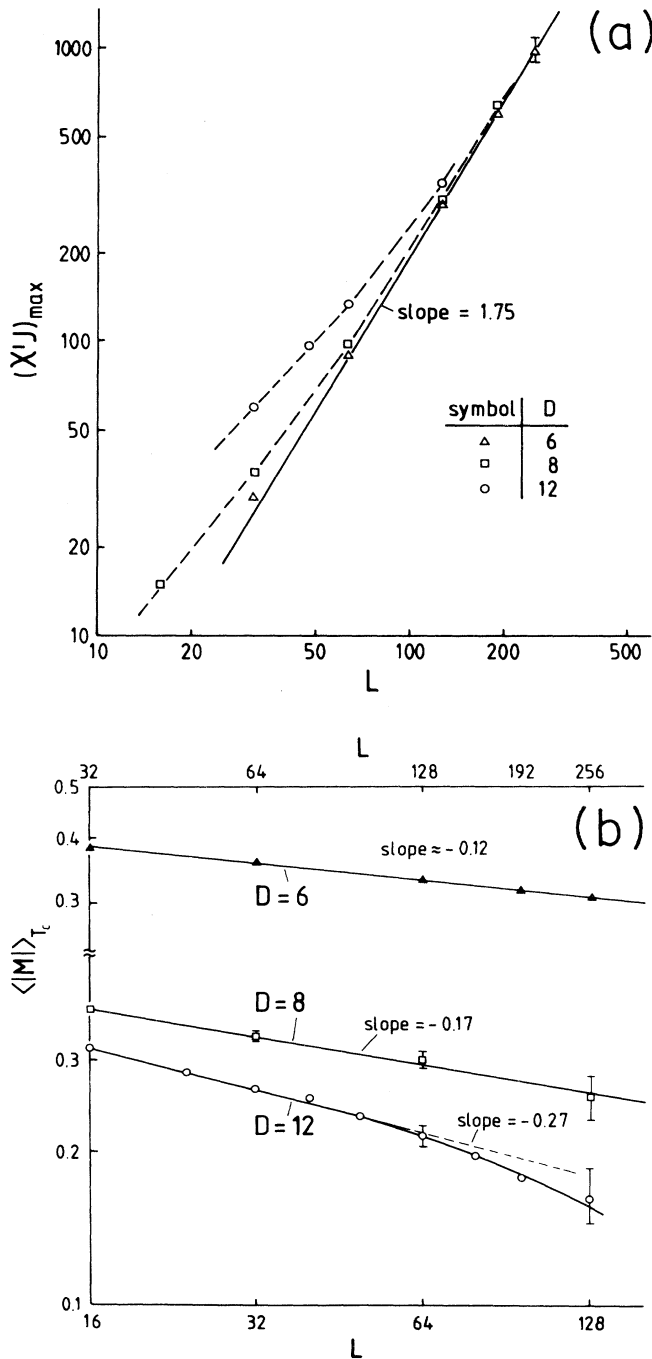 (a)
1000
500
200
100
50
20
10
(χ'J)max
slope = 1.75
symbol D
△ 6
□ 8
○ 12
10 20 50 100 200 500
L
L
32 64 128 192 256
(b)
0.5
0.4
0.3
slope ≈ - 0.12
D = 6
⟨|M|⟩Tc
D = 8
slope = - 0.17
0.3
D = 12
slope = - 0.27
0.2
0.1
16 32 64 128
L